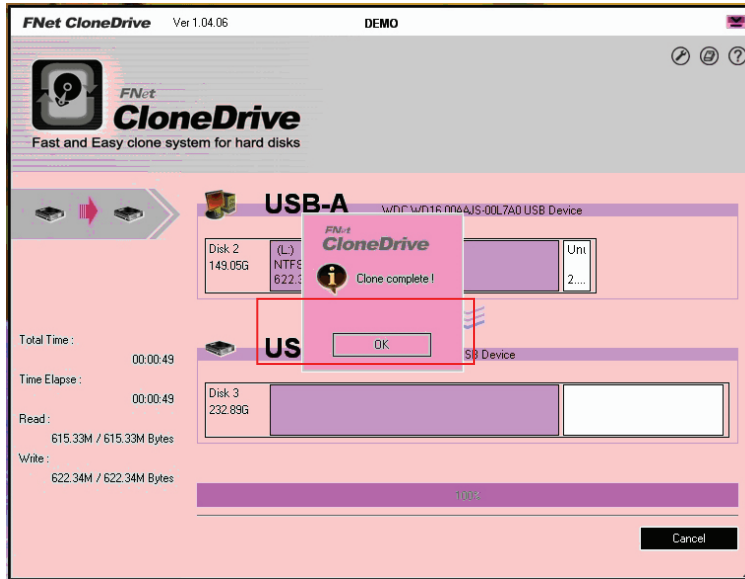 FNet CloneDrive Ver 1.04.06 DEMO
FNet
CloneDrive
Fast and Easy clone system for hard disks
USB-A WDC WD16 00AAJS-00L7A0 USB Device
Disk 2
149.05G
(L:)
NTFS
622.3
2....
FNet
CloneDrive
Clone complete !
OK
US
SB Device
Disk 3
232.89G
Total Time :
00:00:49
Time Elapse :
00:00:49
Read :
615.33M / 615.33M Bytes
Write :
622.34M / 622.34M Bytes
100%
Cancel